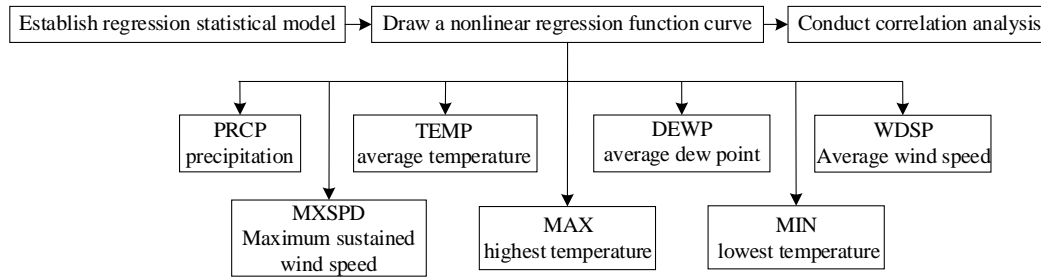 Establish regression statistical model
Draw a nonlinear regression function curve
Conduct correlation analysis
PRCP
precipitation
TEMP
average temperature
DEWP
average dew point
WDSP
Average wind speed
MXSPD
Maximum sustained
wind speed
MAX
highest temperature
MIN
lowest temperature